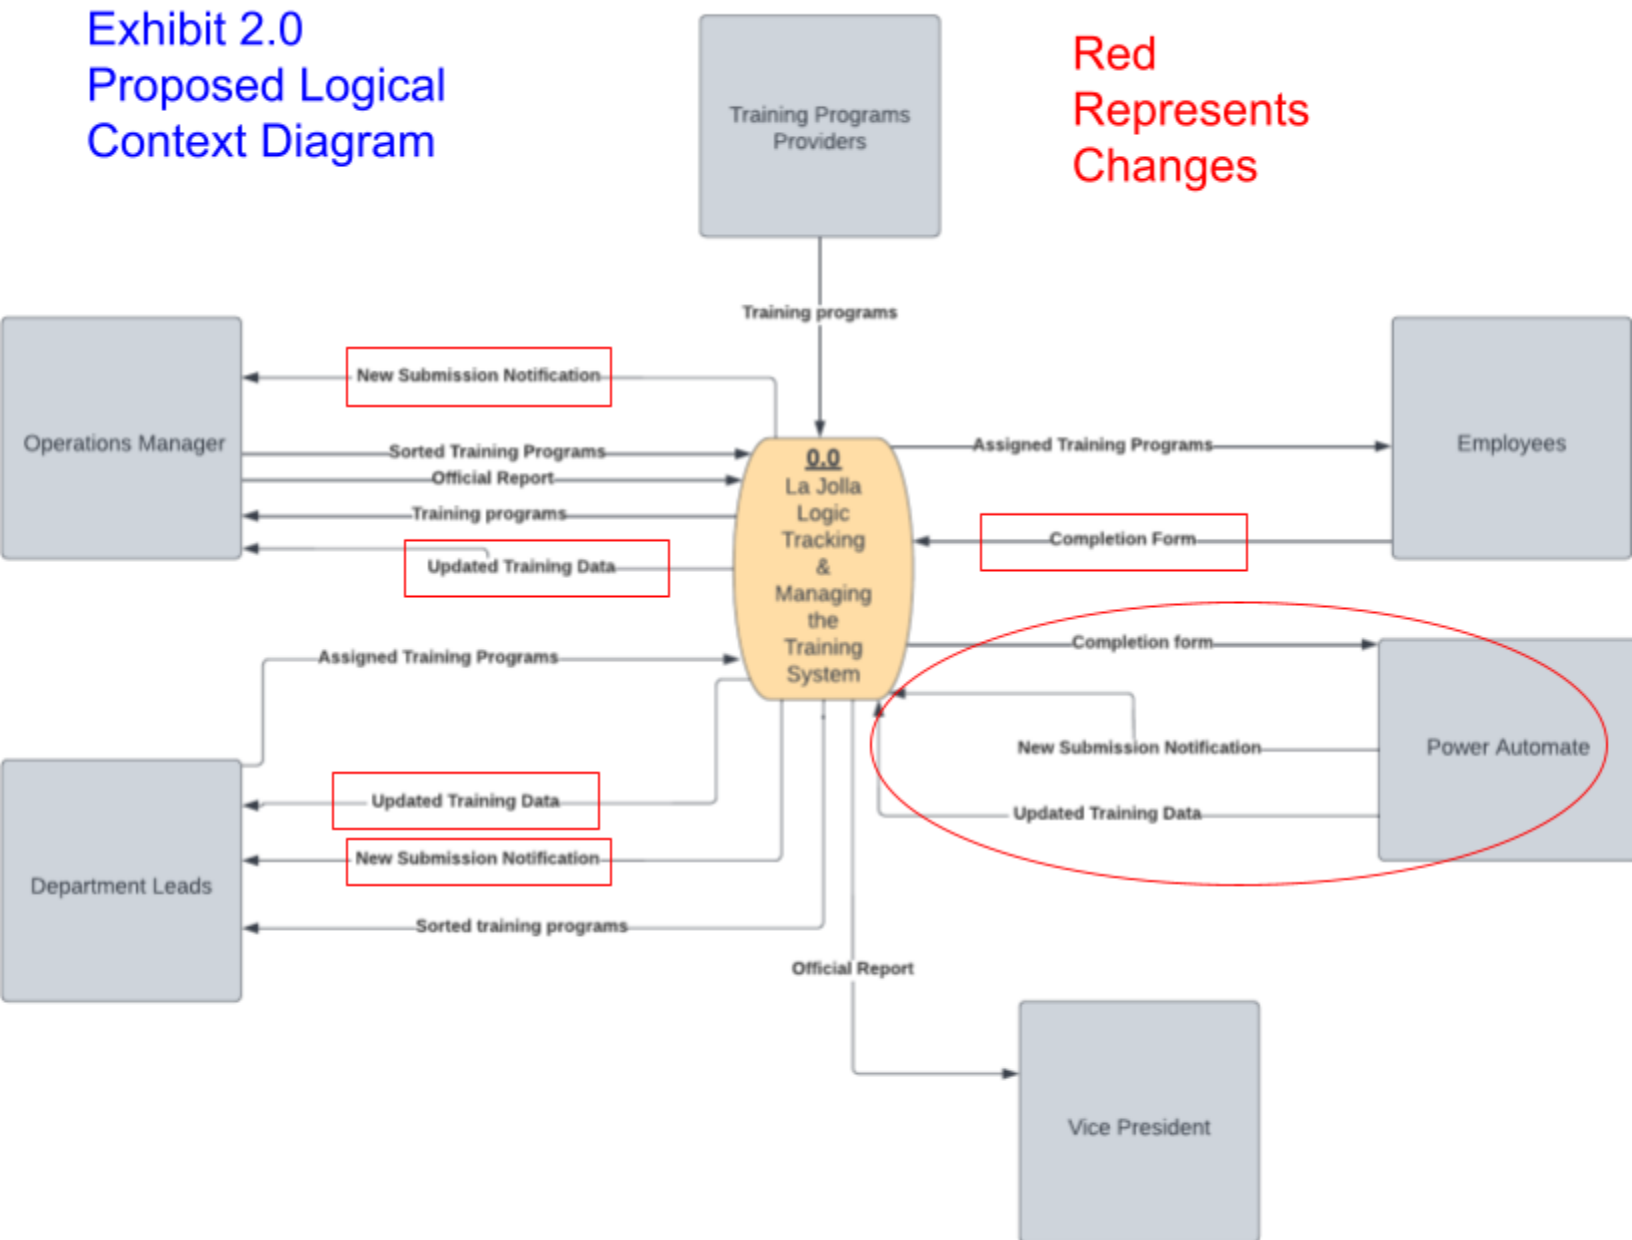 Exhibit 2.0
Proposed Logical
Context Diagram
Red
Represents
Changes
Training Programs
Providers
Training programs
Operations Manager
New Submission Notification
Sorted Training Programs
Official Report
Training programs
Updated Training Data
0.0
La Jolla
Logic
Tracking
&
Managing
the
Training
System
Assigned Training Programs
Employees
Completion Form
Completion form
New Submission Notification
Updated Training Data
Power Automate
Assigned Training Programs
Updated Training Data
New Submission Notification
Sorted training programs
Department Leads
Official Report
Vice President